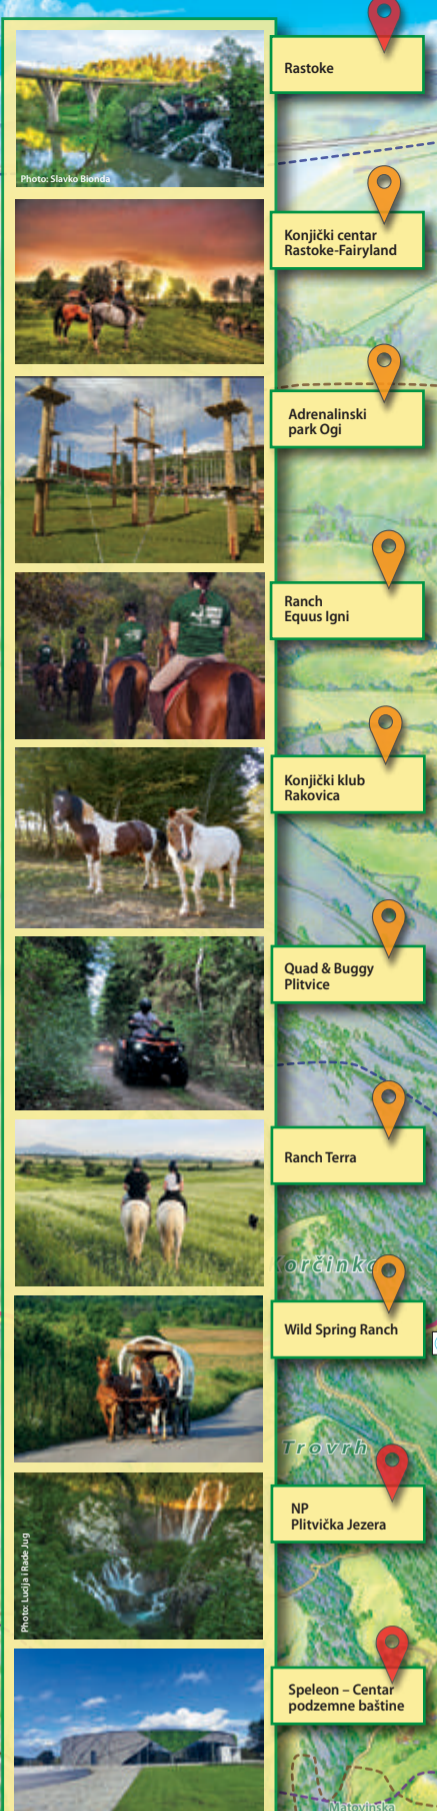 Photo: Slavko Bionda
Rastoke
Konjički centar
Rastoke-Fairyland
Adrenalinski
park Ogi
Ranch
Equus Igni
Konjički klub
Rakovica
Quad & Buggy
Plitvice
Ranch Terra
Korčinka
Wild Spring Ranch
Trovrh
Photo: Lucija i Rade Jug
NP
Plitvička Jezera
Speleon – Centar
podzemne baštine
Matovinska